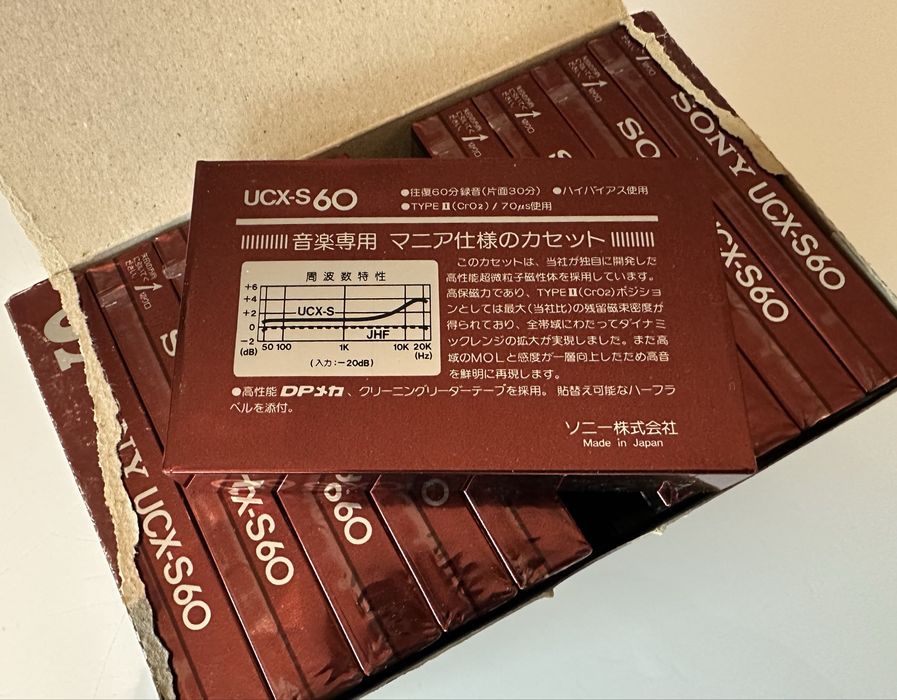 UCX-S60
●往復60分録音(片面30分) ●ハイバイアス使用
●TYPE II(CrO2)/70μs使用
音楽専用 マニア仕様のカセット
周波数特性
+6
+4
+2
0
-2
(dB)
UCX-S
JHF
50 100 1K 10K 20K
(Hz)
(入力:-20dB)
このカセットは、当社が独自に開発した
高性能超微粒子磁性体を採用しています。
高保磁力であり、TYPE II(CrO2)ポジショ
ンとしては最大(当社比)の残留磁束密度が
得られており、全帯域にわたってダイナミ
ックレンジの拡大が実現しました。また高
域のMOLと感度が一層向上したため高音
を鮮明に再現します。
●高性能 DPメカ、クリーニングリーダーテープを採用。 貼替え可能なハーフラ
ベルを添付。
ソニー株式会社
Made in Japan
SONY UCX-S60
SO
UCX-S60
NY UCX-S60
CX-S60
60